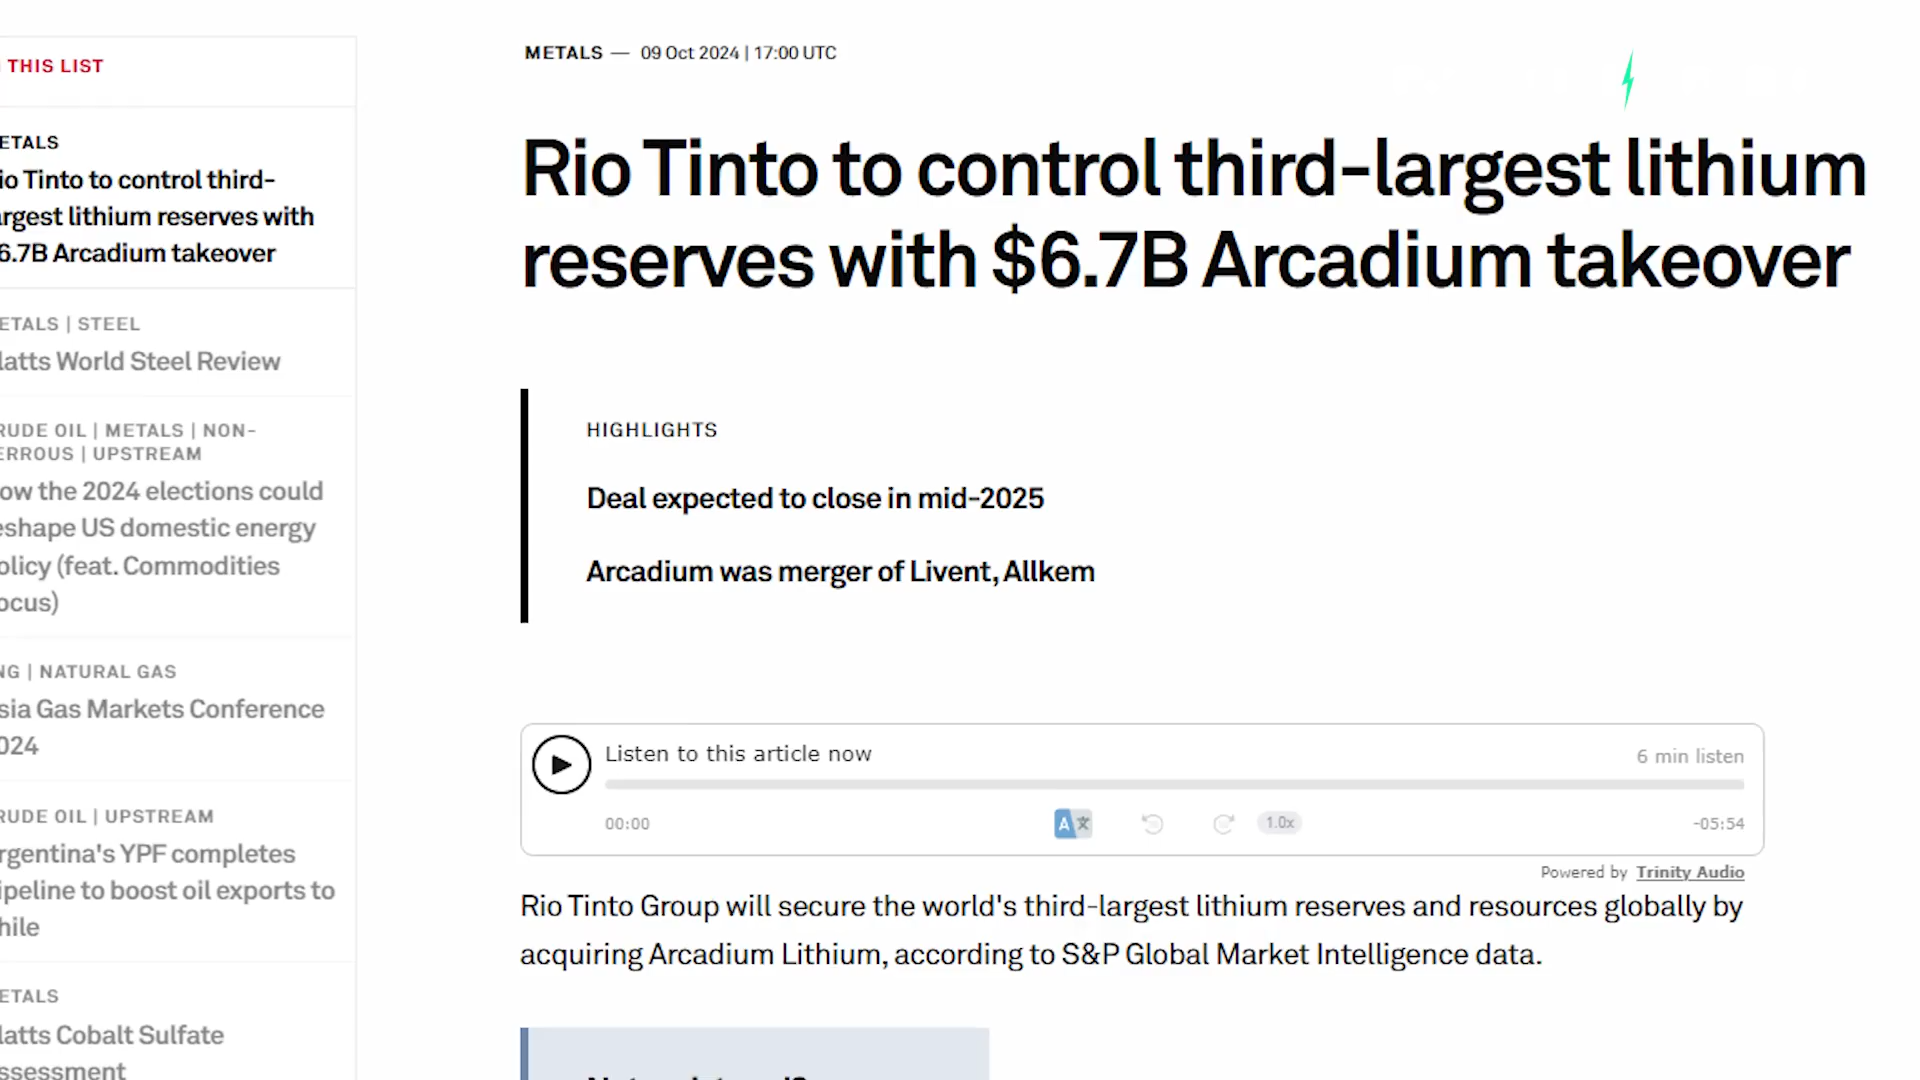 THIS LIST
ETALS
io Tinto to control third-
argest lithium reserves with
6.7B Arcadium takeover
ETALS | STEEL
latts World Steel Review
RUDE OIL | METALS | NON-
ERROUS | UPSTREAM
ow the 2024 elections could
eshape US domestic energy
olicy (feat. Commodities
ocus)
NG | NATURAL GAS
sia Gas Markets Conference
024
RUDE OIL | UPSTREAM
rgentina's YPF completes
ipeline to boost oil exports to
hile
ETALS
latts Cobalt Sulfate
ssessment
METALS — 09 Oct 2024 | 17:00 UTC
Rio Tinto to control third-largest lithium
reserves with $6.7B Arcadium takeover
HIGHLIGHTS
Deal expected to close in mid-2025
Arcadium was merger of Livent, Allkem
Listen to this article now
6 min listen
00:00
A文
1.0x
-05:54
Powered by Trinity Audio
Rio Tinto Group will secure the world's third-largest lithium reserves and resources globally by
acquiring Arcadium Lithium, according to S&P Global Market Intelligence data.